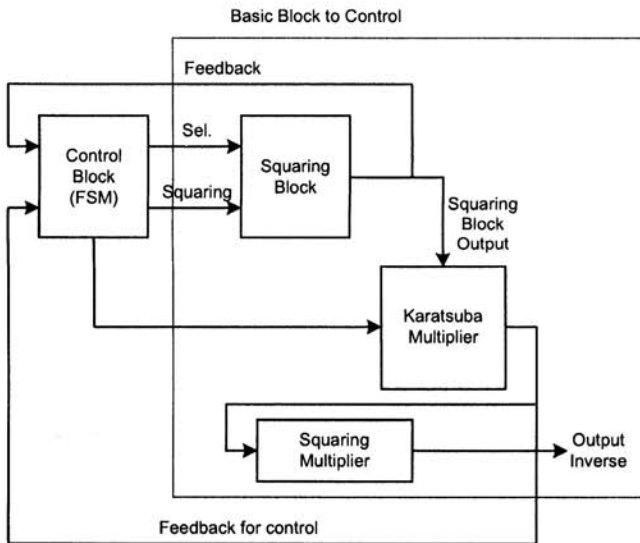 Basic Block to Control
Feedback
Control
Block
(FSM)
Sel.
Squaring
Squaring
Block
Squaring
Block
Output
Karatsuba
Multiplier
Squaring
Multiplier
Output
Inverse
Feedback for control